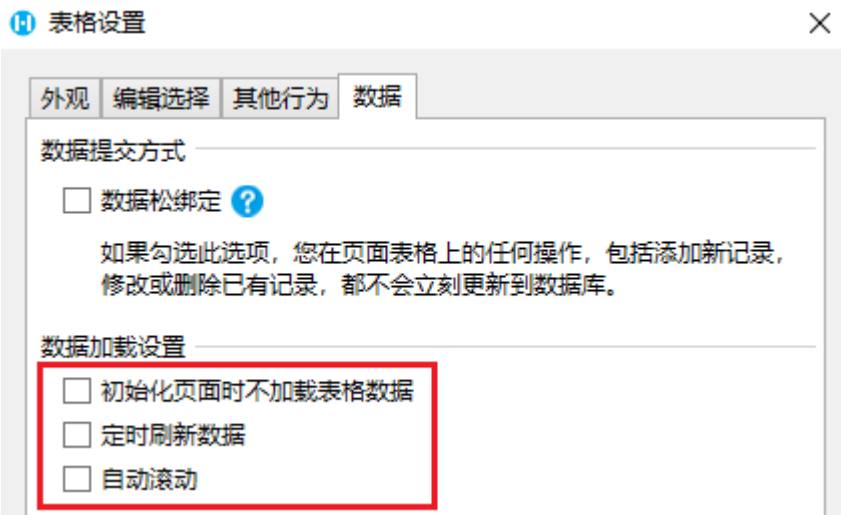 表格设置
外观 编辑选择 其他行为 数据
数据提交方式
数据松绑定 ?
如果勾选此选项，您在页面表格上的任何操作，包括添加新记录，
修改或删除已有记录，都不会立刻更新到数据库。
数据加载设置
初始化页面时不加载表格数据
定时刷新数据
自动滚动